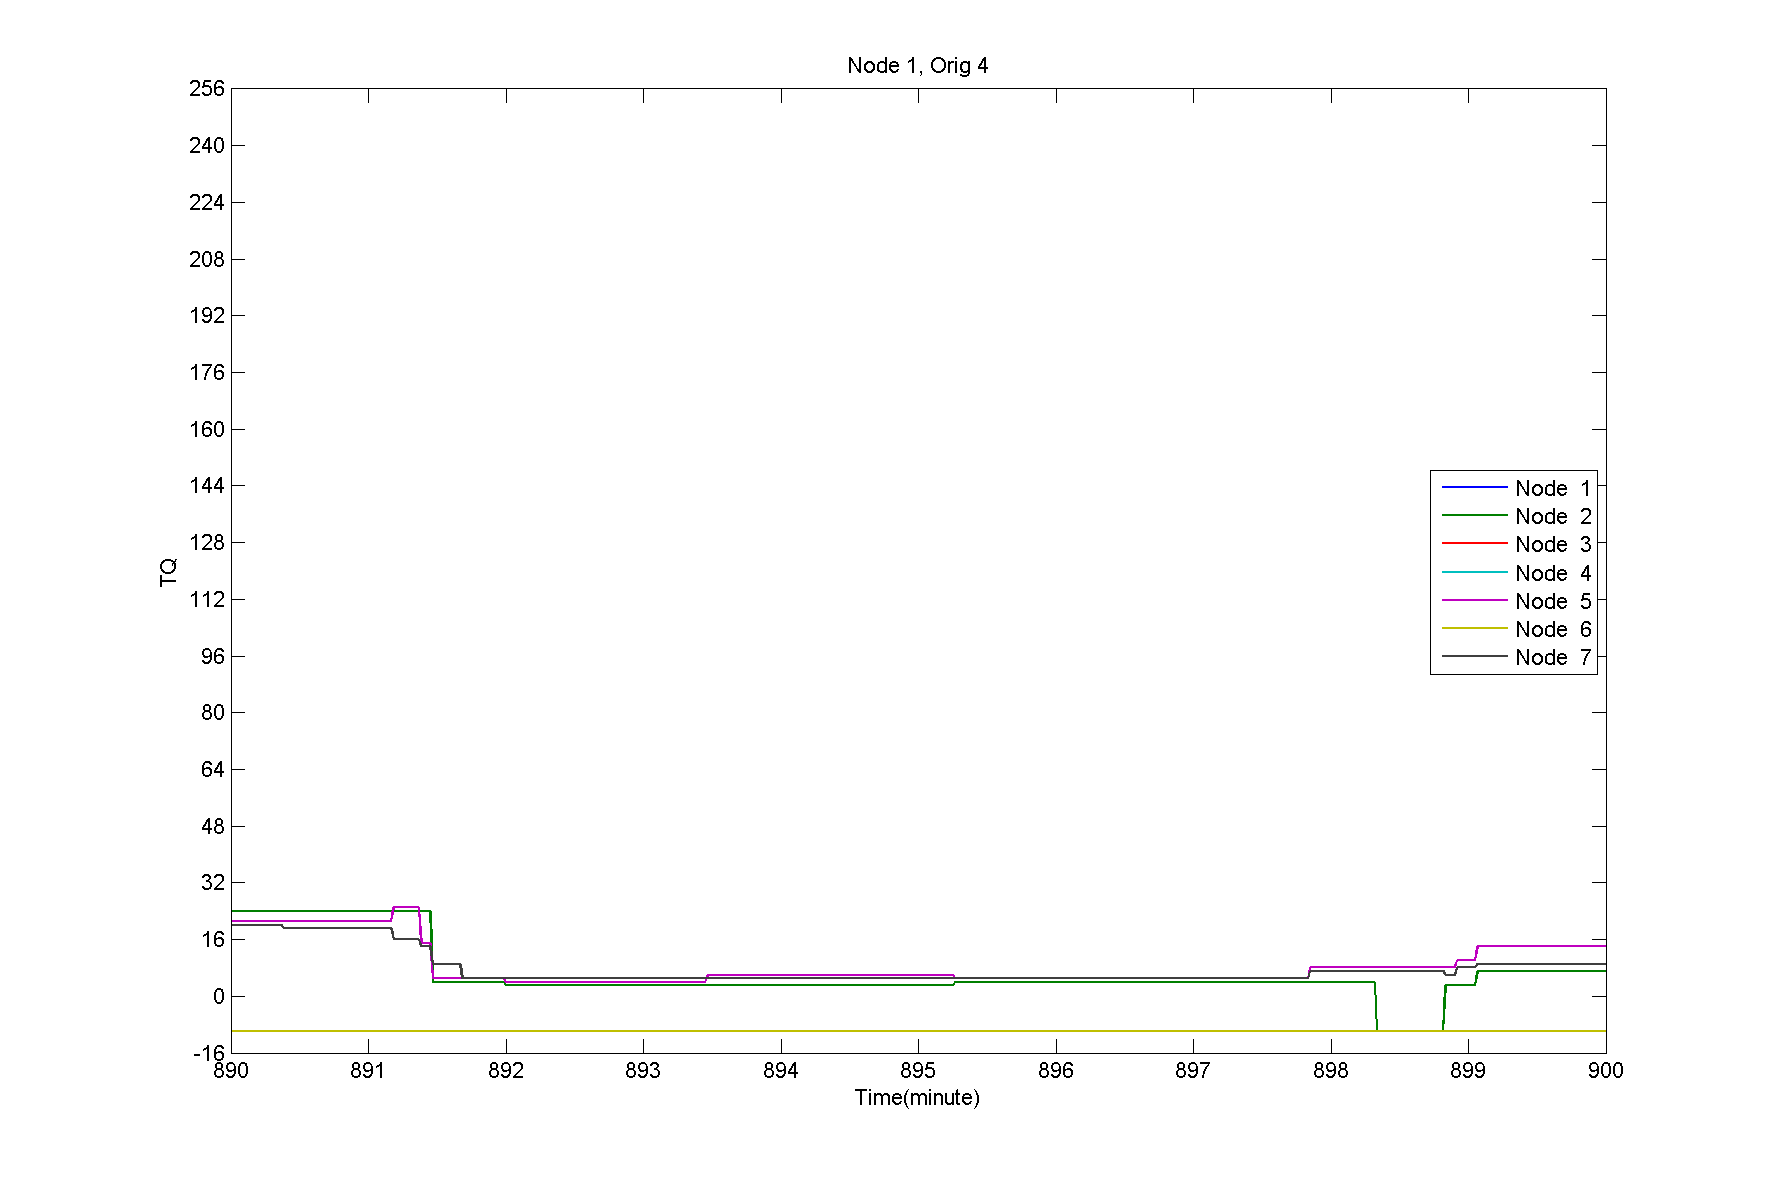 Node 1, Orig 4
256
240
224
208
192
176
160
144
128
112
96
80
64
48
32
16
0
-16
TQ
Node 1
Node 2
Node 3
Node 4
Node 5
Node 6
Node 7
890 891 892 893 894 895 896 897 898 899 900
Time(minute)